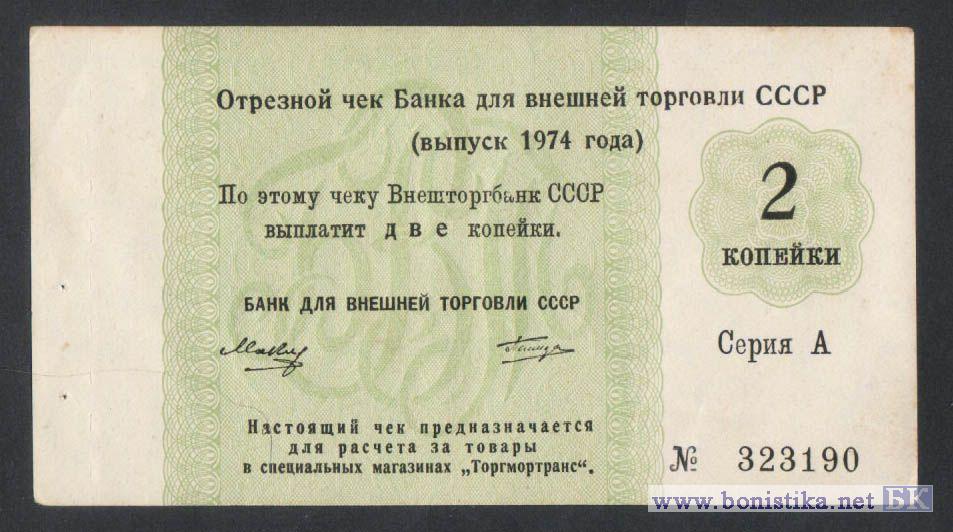 Отрезной чек Банка для внешней торговли СССР
(выпуск 1974 года)
По этому чеку Внешторгбанк СССР
выплатит две копейки.
2
КОПЕЙКИ
БАНК ДЛЯ ВНЕШНЕЙ ТОРГОВЛИ СССР
Серия А
Настоящий чек предназначается
для расчета за товары
в специальных магазинах „Торгмортранс“.
№ 323190
www.bonistika.net БК